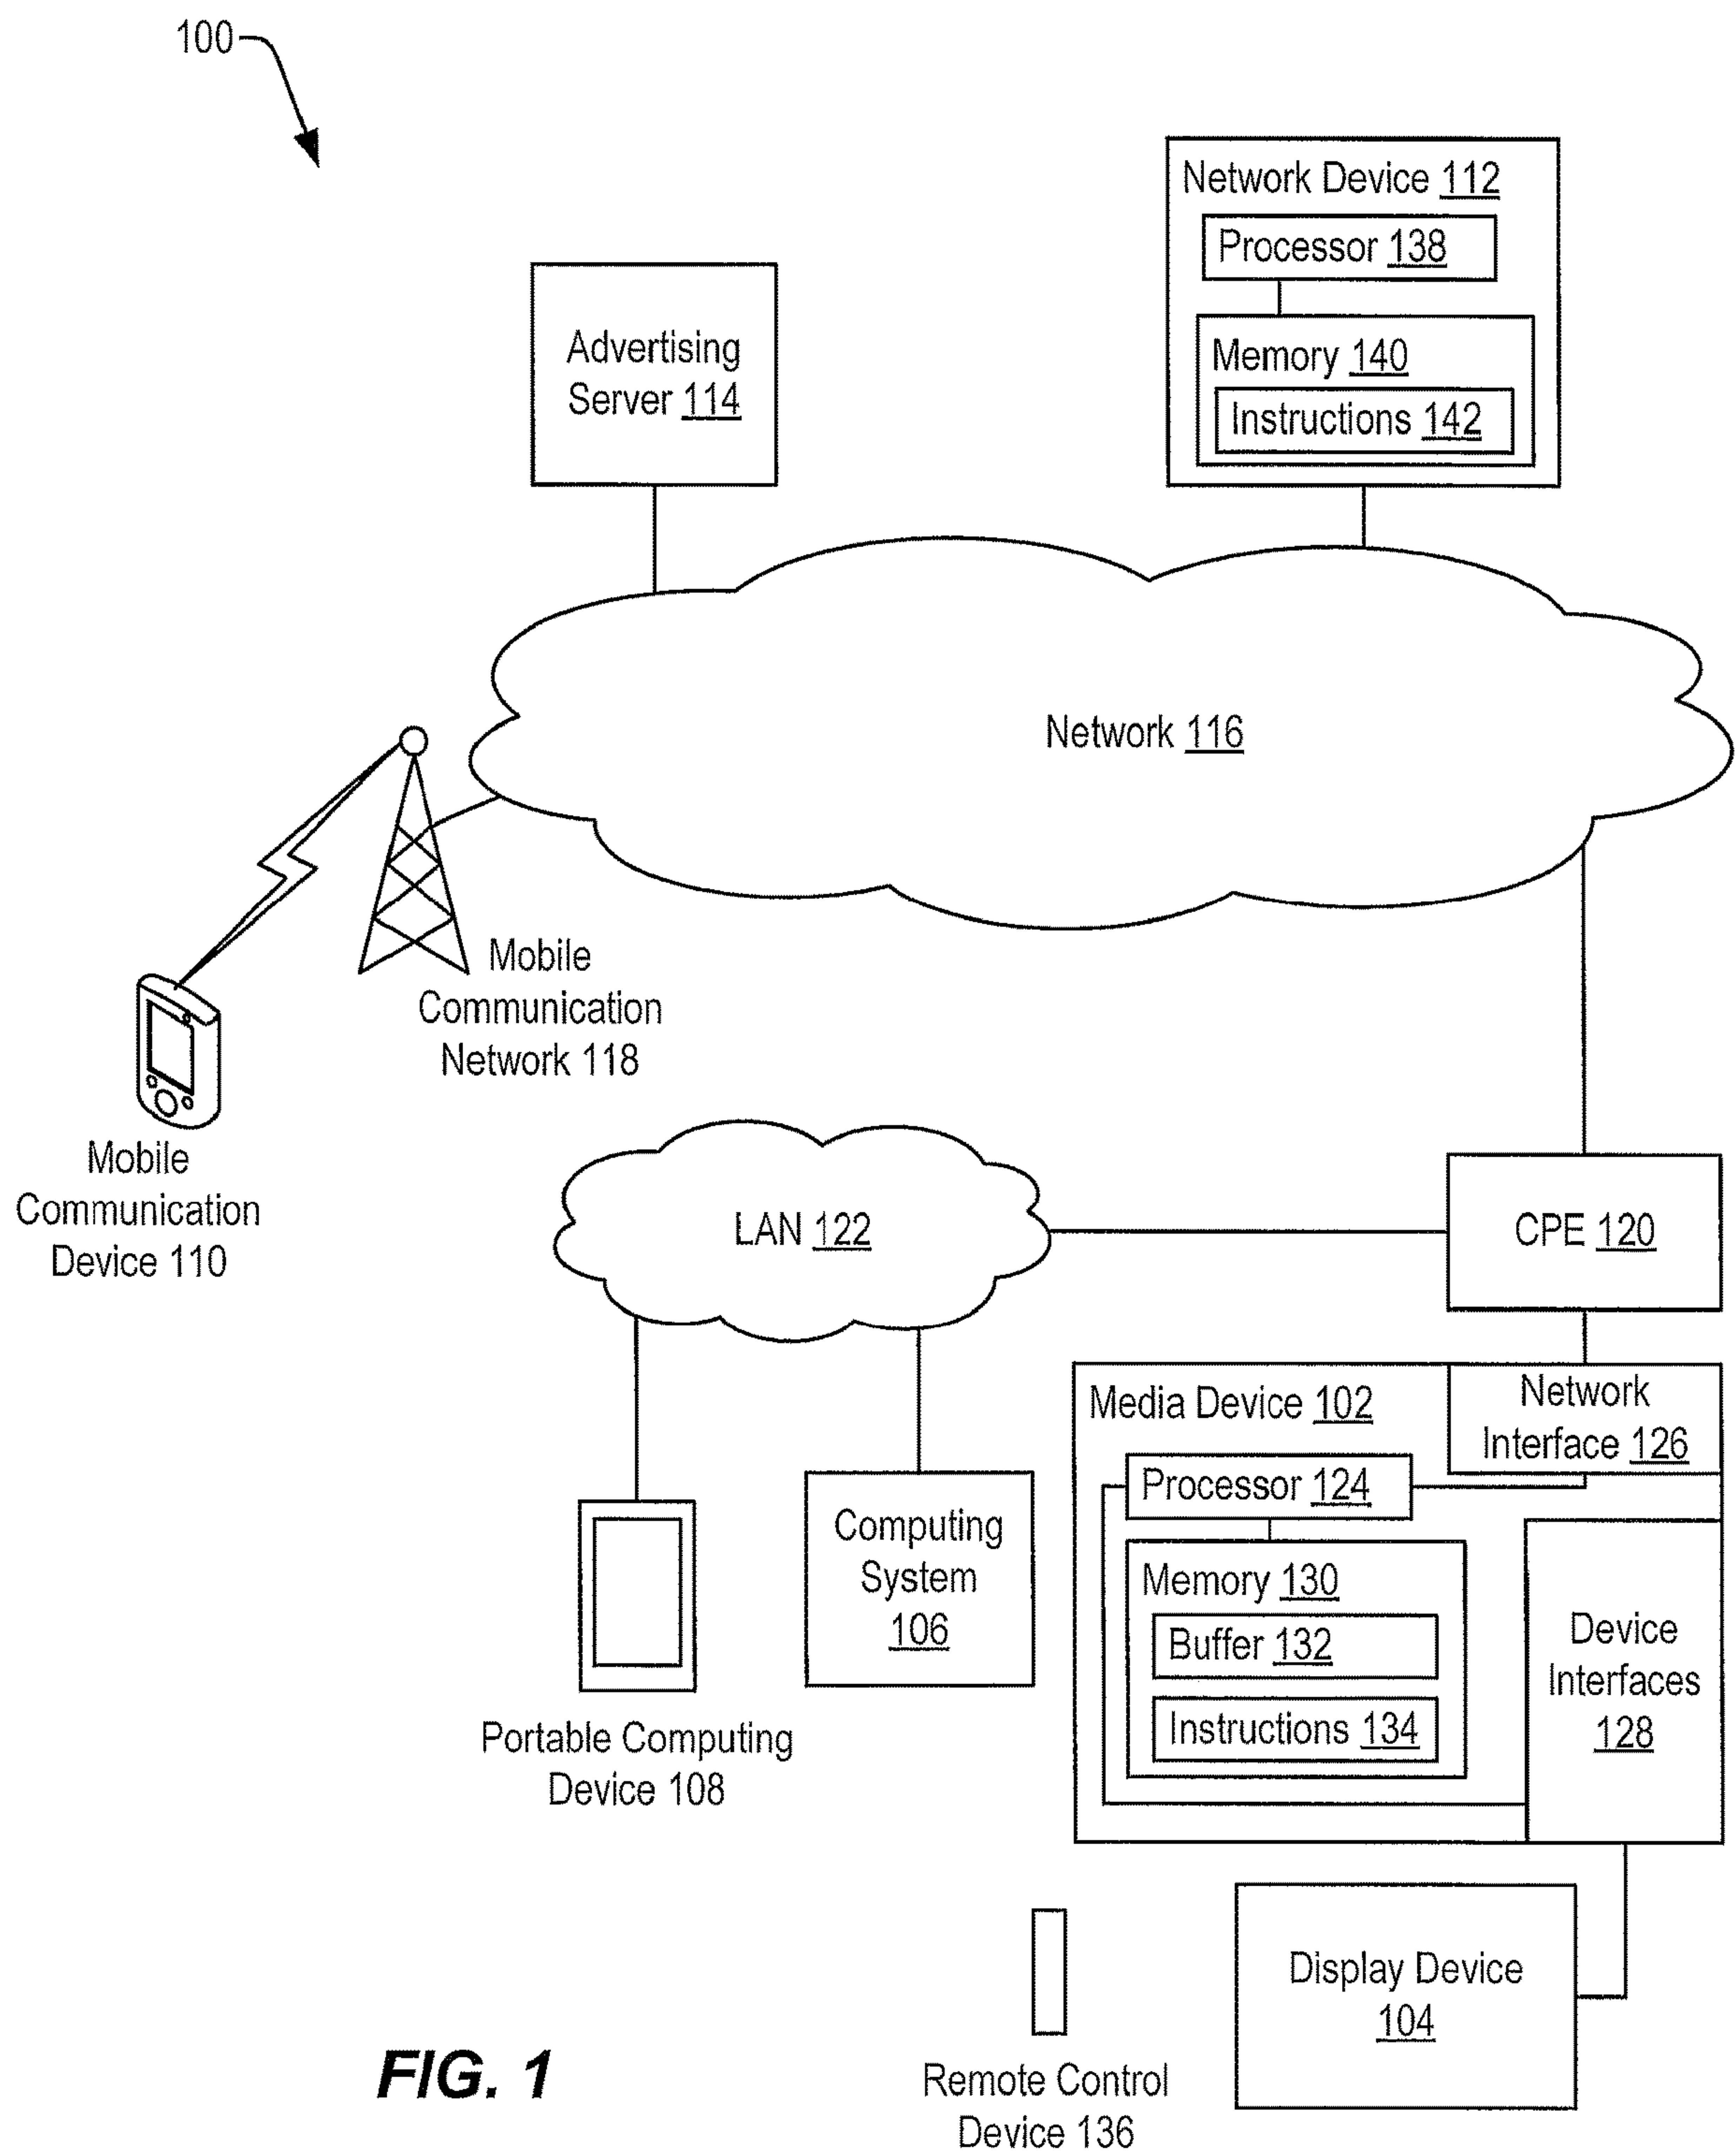 100
Network Device 112
Processor 138
Memory 140
Instructions 142
Advertising
Server 114
Network 116
Mobile
Communication
Network 118
Mobile
Communication
Device 110
LAN 122
CPE 120
Media Device 102
Network
Interface 126
Processor 124
Memory 130
Buffer 132
Instructions 134
Device
Interfaces
128
Computing
System
106
Portable Computing
Device 108
Display Device
104
Remote Control
Device 136
FIG. 1